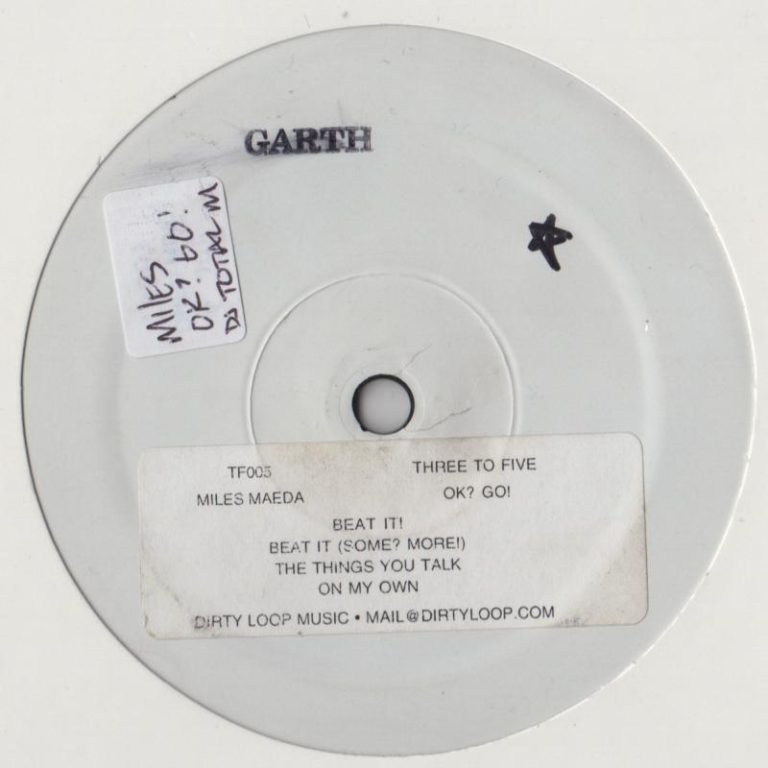 GARTH
MILES
OK? GO!
DJ TOTAL M
TF005 THREE TO FIVE
MILES MAEDA OK? GO!
BEAT IT!
BEAT IT (SOME? MORE!)
THE THINGS YOU TALK
ON MY OWN
DIRTY LOOP MUSIC • MAIL@DIRTYLOOP.COM